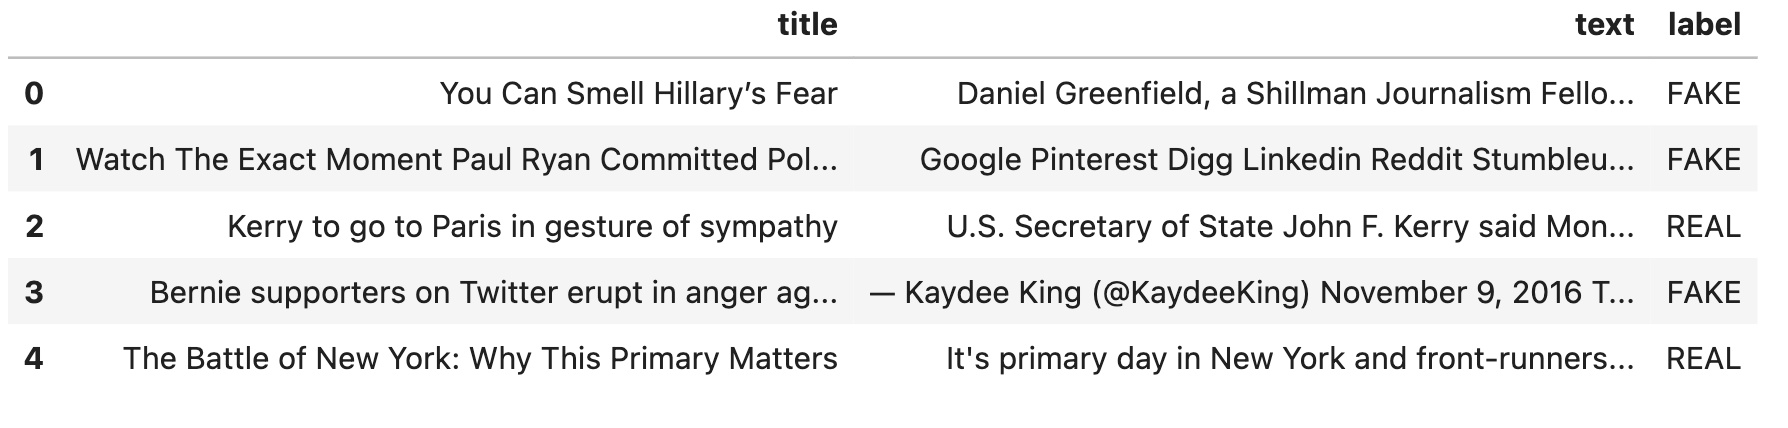 title text label
0 You Can Smell Hillary’s Fear Daniel Greenfield, a Shillman Journalism Fello... FAKE
1 Watch The Exact Moment Paul Ryan Committed Pol... Google Pinterest Digg Linkedin Reddit Stumbleu... FAKE
2 Kerry to go to Paris in gesture of sympathy U.S. Secretary of State John F. Kerry said Mon... REAL
3 Bernie supporters on Twitter erupt in anger ag... — Kaydee King (@KaydeeKing) November 9, 2016 T... FAKE
4 The Battle of New York: Why This Primary Matters It's primary day in New York and front-runners... REAL